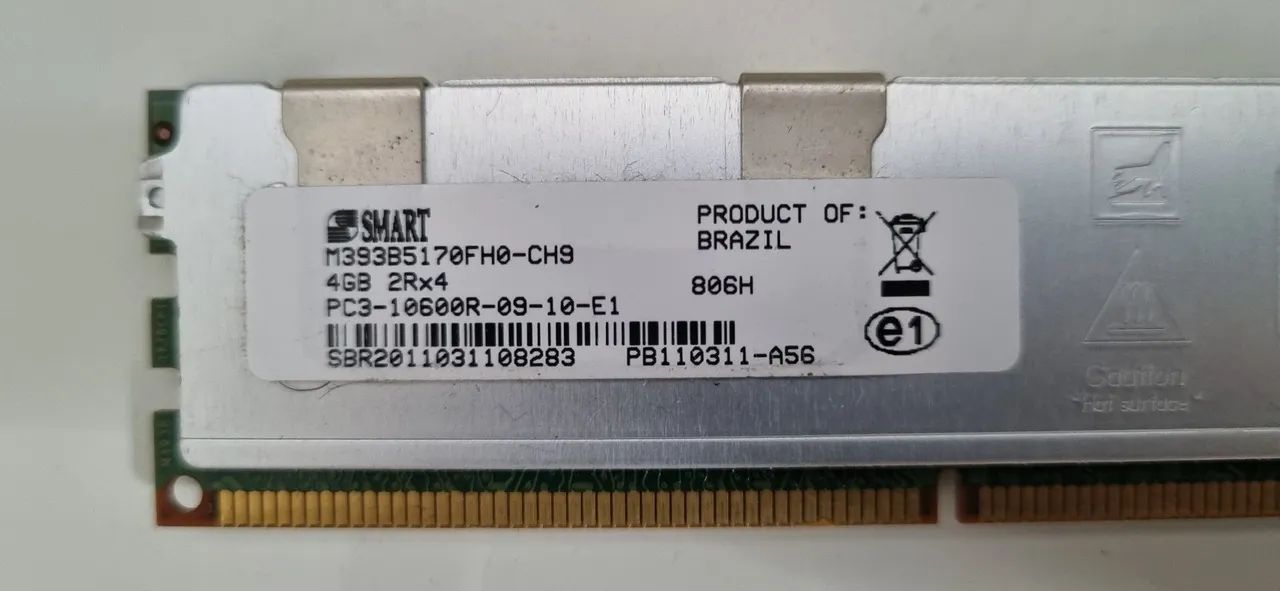 SMART
M393B5170FH0-CH9
4GB 2Rx4
PC3-10600R-09-10-E1
SBR2011031108283 PB110311-A56
PRODUCT OF:
BRAZIL
806H
e1
Caution
"Hot surface"